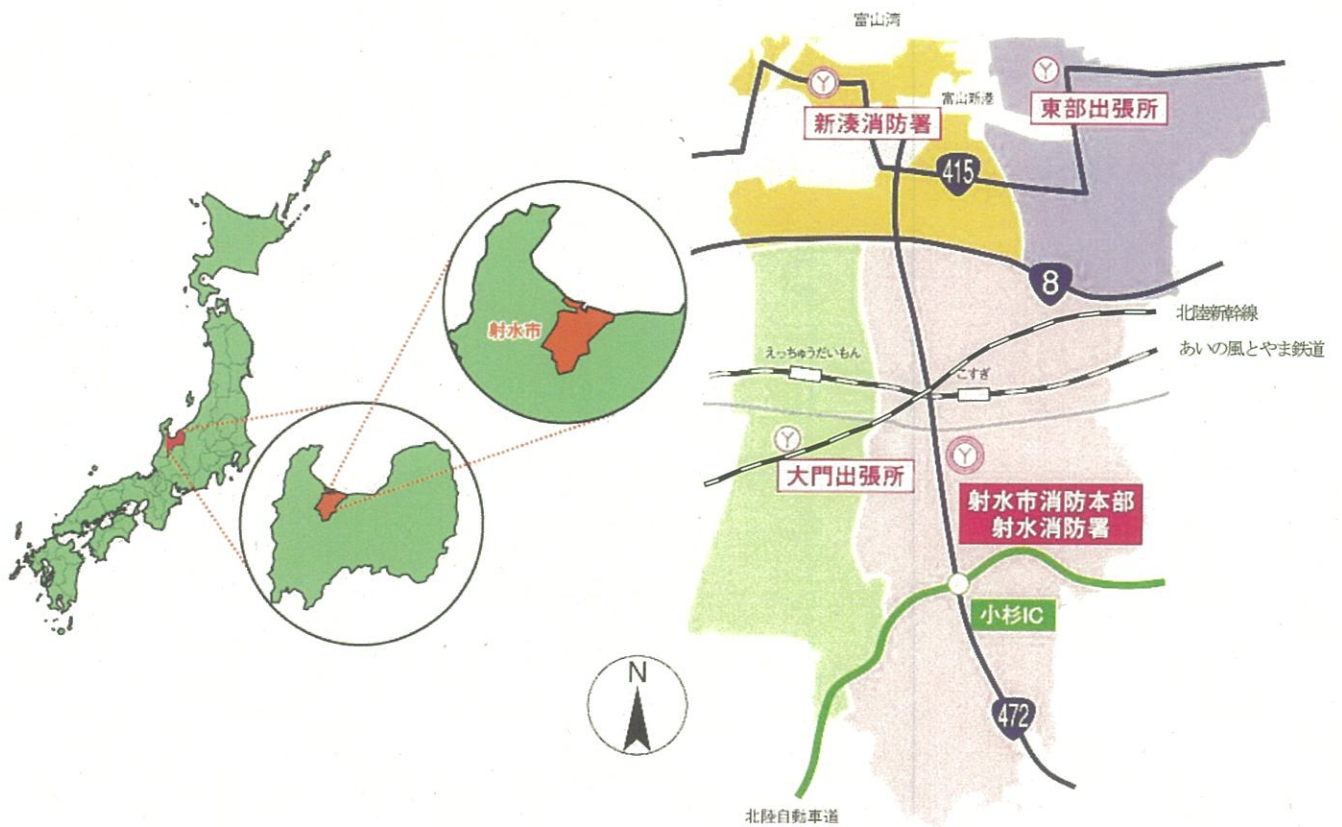 富山湾
富山新港
新湊消防署
東部出張所
415
8
射水市
北陸新幹線
あいの風とやま鉄道
えっちゅうだいもん
こすぎ
大門出張所
射水市消防本部
射水消防署
小杉IC
N
472
北陸自動車道